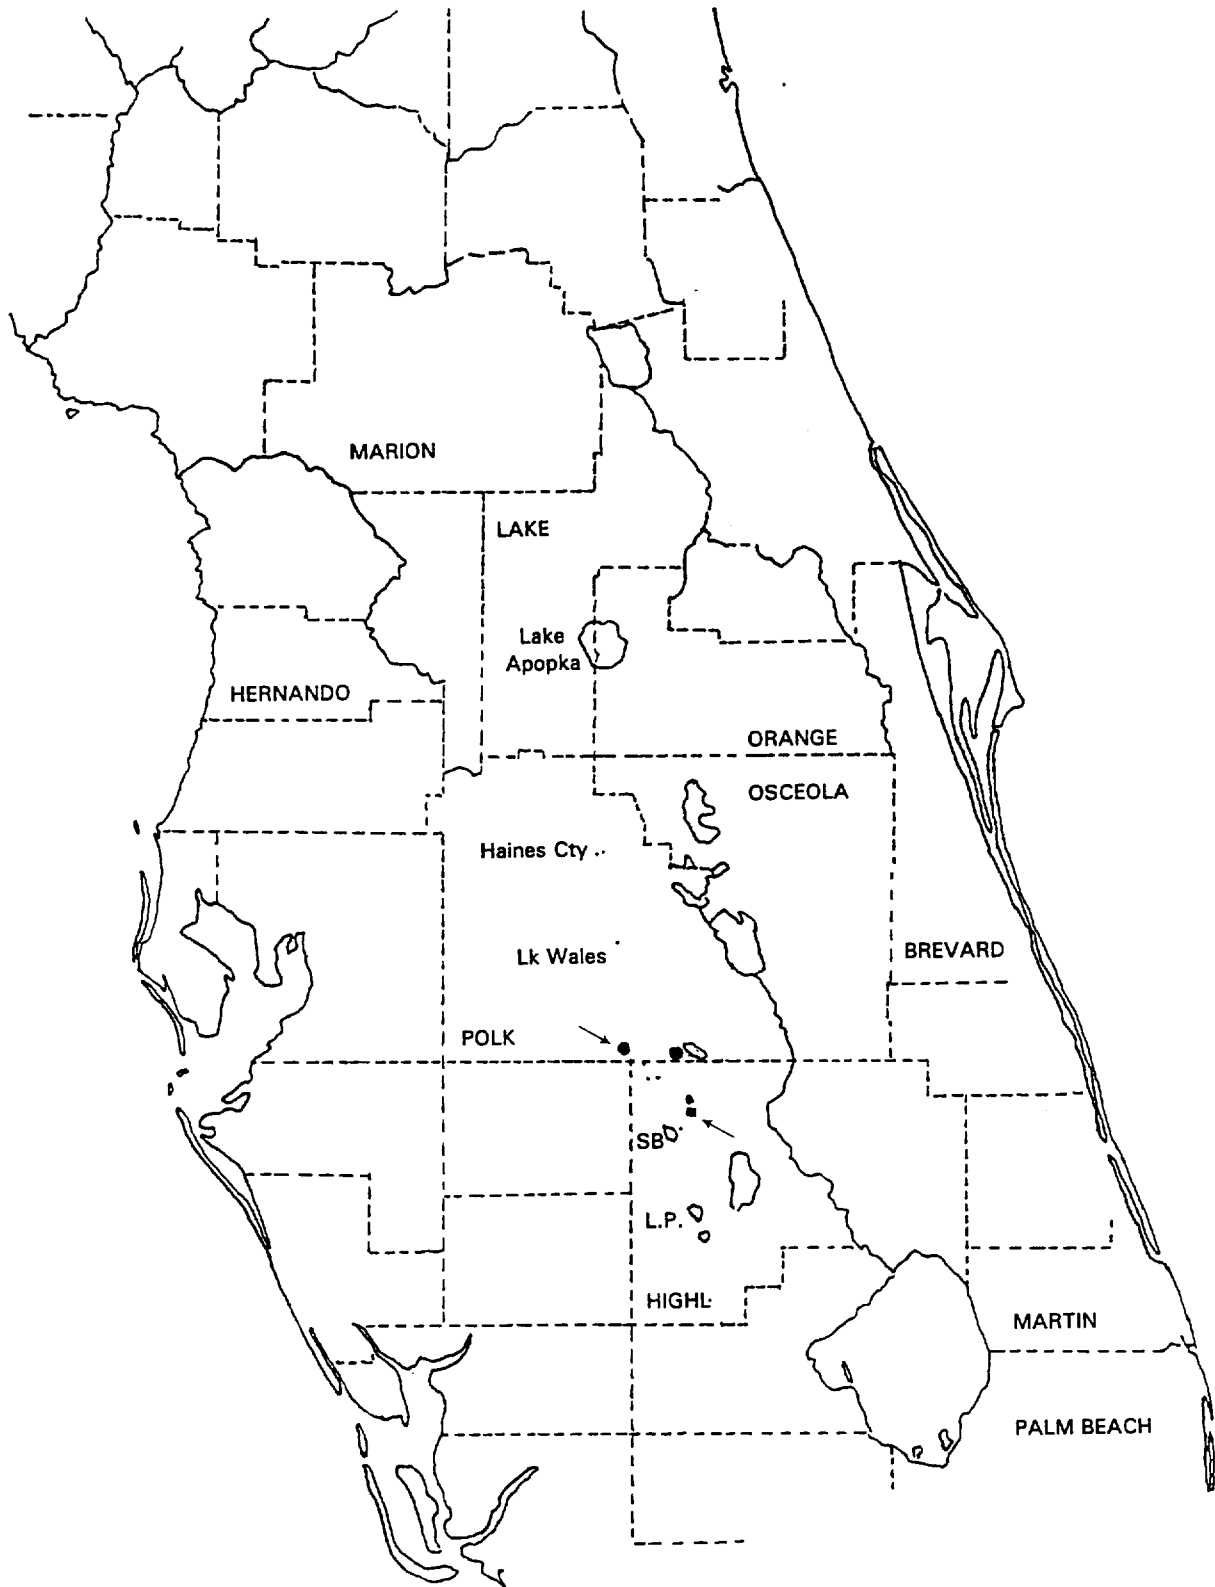 MARION
LAKE
Lake
Apopka
HERNANDO
ORANGE
OSCEOLA
Haines Cty
Lk Wales
BREVARD
POLK
SB
L.P.
HIGHL
MARTIN
PALM BEACH